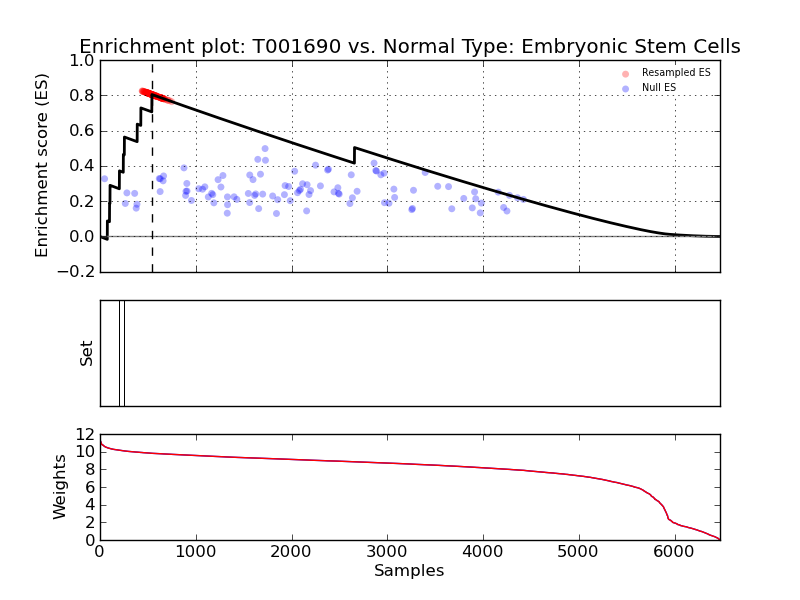 Enrichment plot: T001690 vs. Normal Type: Embryonic Stem Cells
Enrichment score (ES)
1.0
0.8
0.6
0.4
0.2
0.0
−0.2
Resampled ES
Null ES
Set
Weights
12
10
8
6
4
2
0
0 1000 2000 3000 4000 5000 6000
Samples